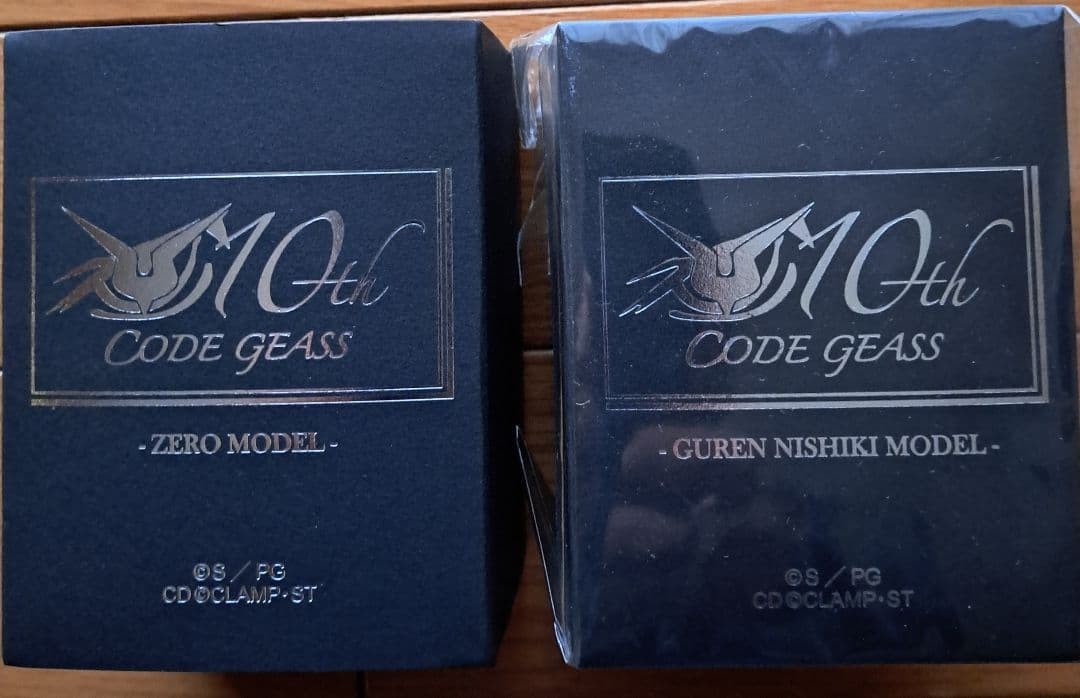 10th
CODE GEASS
- ZERO MODEL -
©S／PG
CD©CLAMP・ST
10th
CODE GEASS
- GUREN NISHIKI MODEL -
©S／PG
CD©CLAMP・ST